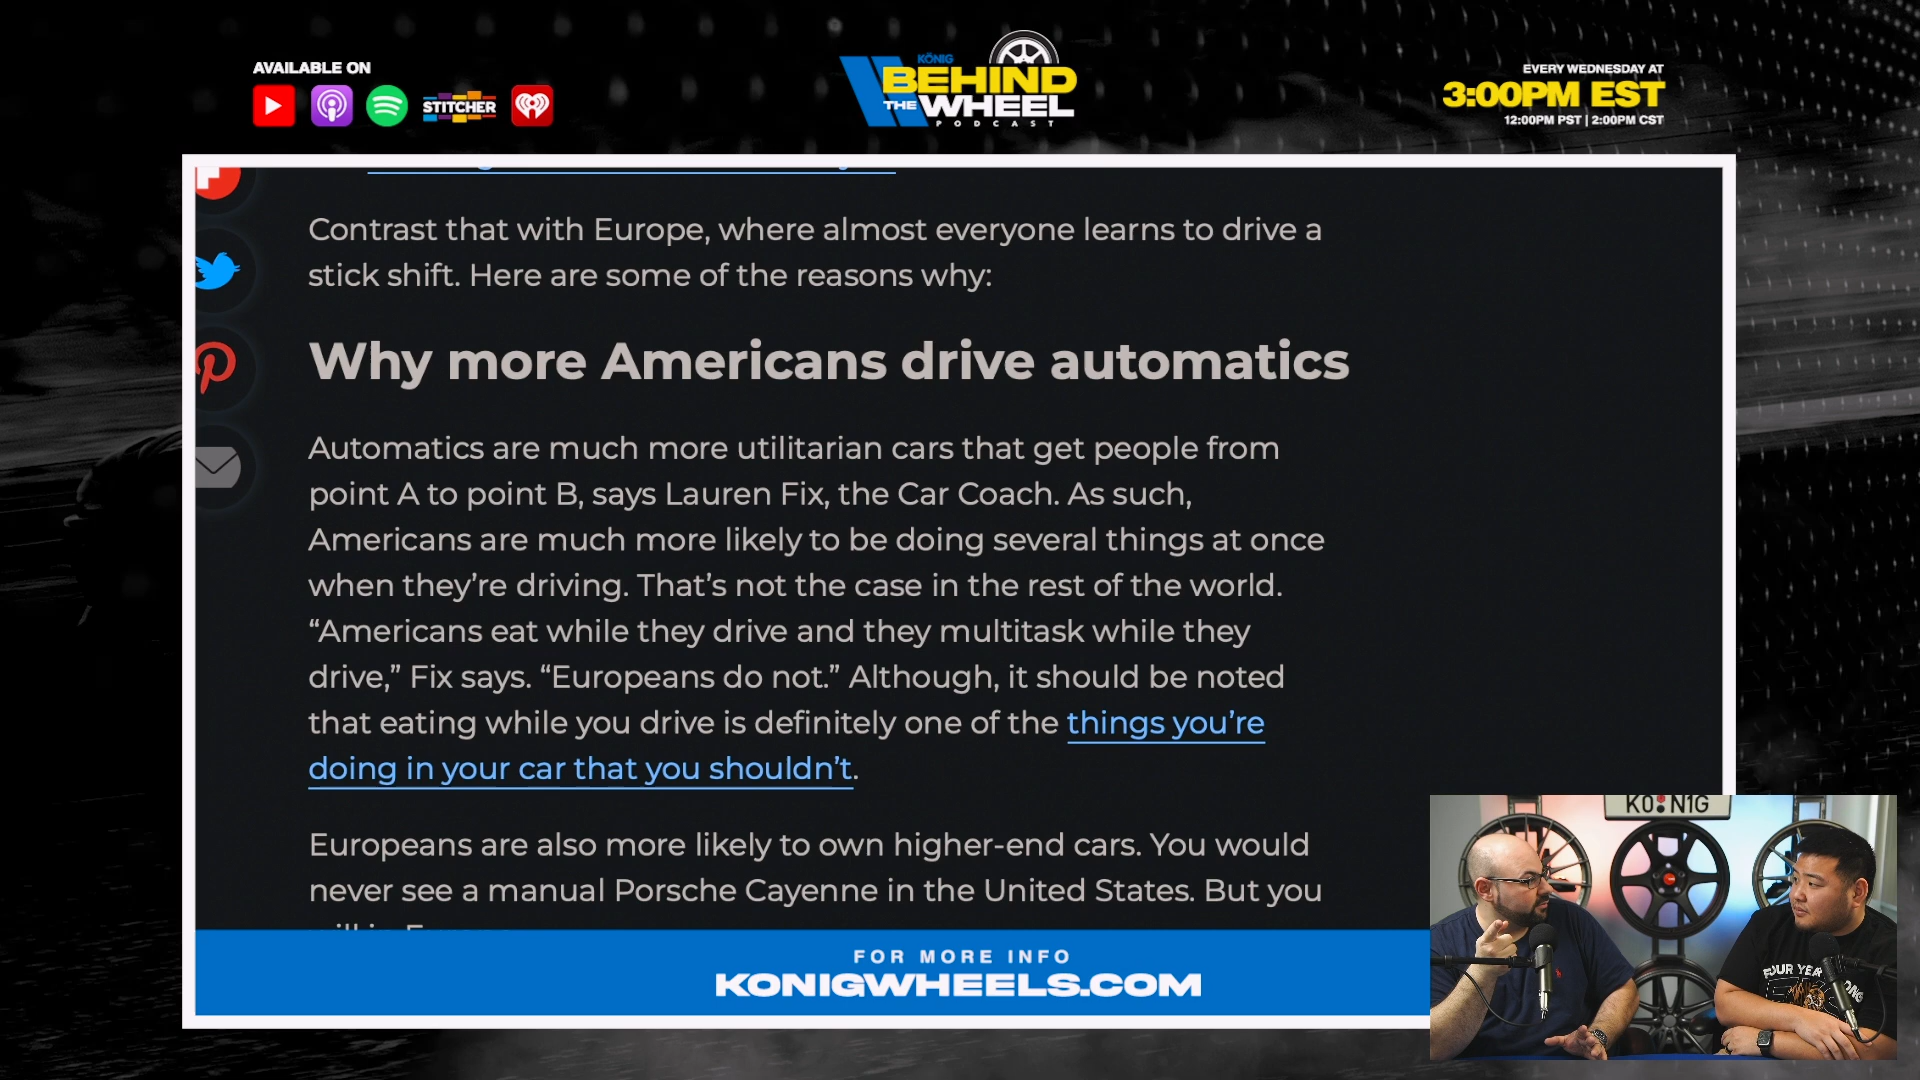 AVAILABLE ON
STITCHER
KÖNIG
BEHIND
THE WHEEL
PODCAST
EVERY WEDNESDAY AT
3:00PM EST
12:00PM PST | 2:00PM CST
Contrast that with Europe, where almost everyone learns to drive a
stick shift. Here are some of the reasons why:
Why more Americans drive automatics
Automatics are much more utilitarian cars that get people from
point A to point B, says Lauren Fix, the Car Coach. As such,
Americans are much more likely to be doing several things at once
when they’re driving. That’s not the case in the rest of the world.
“Americans eat while they drive and they multitask while they
drive,” Fix says. “Europeans do not.” Although, it should be noted
that eating while you drive is definitely one of the things you’re
doing in your car that you shouldn’t.
Europeans are also more likely to own higher-end cars. You would
never see a manual Porsche Cayenne in the United States. But you
FOR MORE INFO
KONIGWHEELS.COM
KO N1G
FOUR YEA